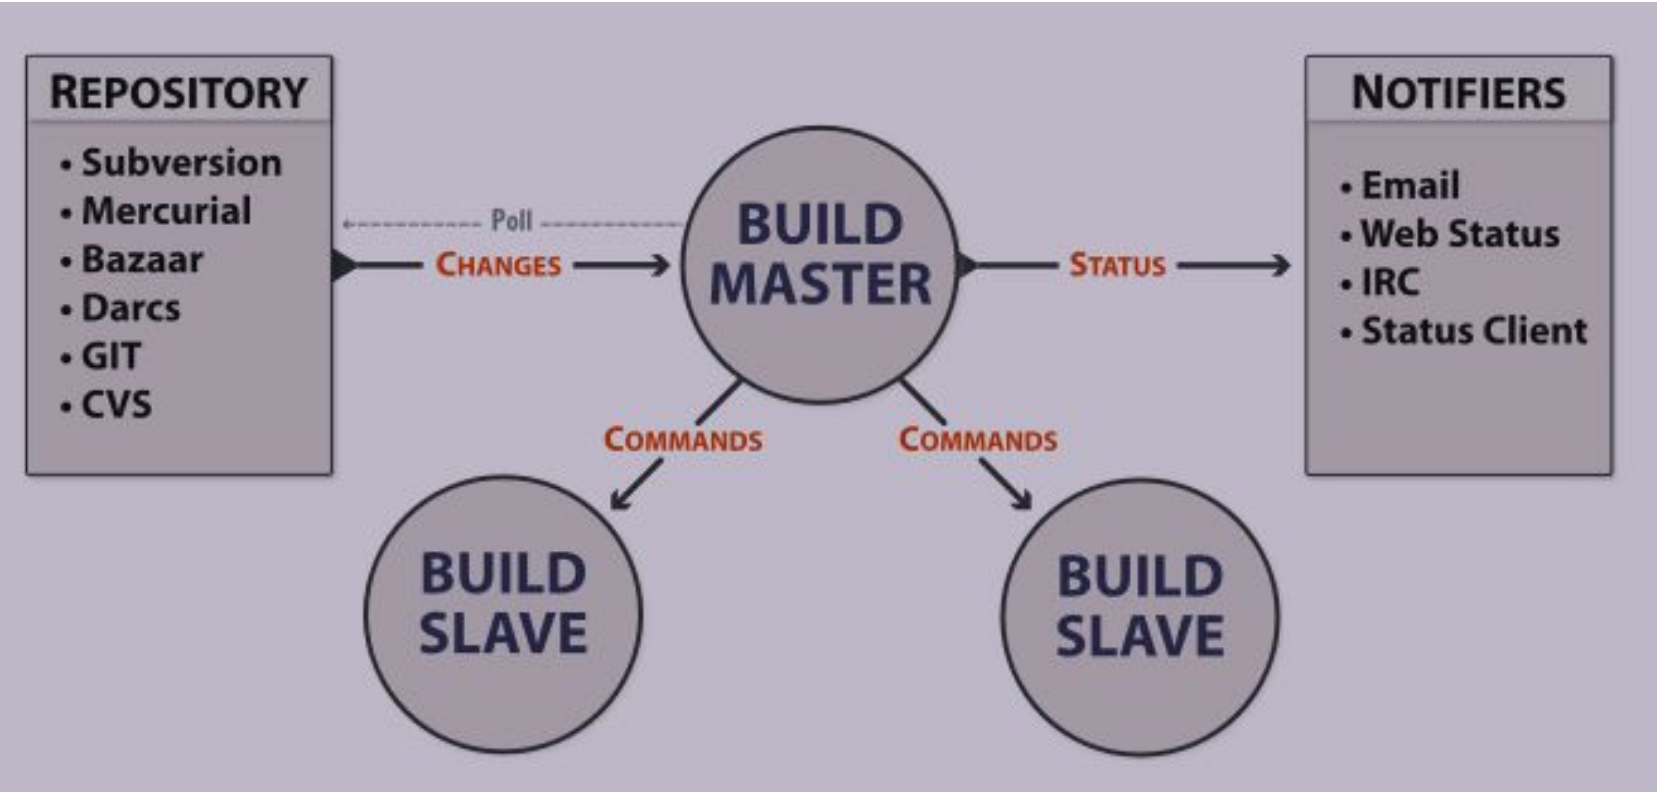 REPOSITORY
• Subversion
• Mercurial
• Bazaar
• Darcs
• GIT
• CVS
Poll
CHANGES
BUILD
MASTER
STATUS
NOTIFIERS
• Email
• Web Status
• IRC
• Status Client
COMMANDS
COMMANDS
BUILD
SLAVE
BUILD
SLAVE